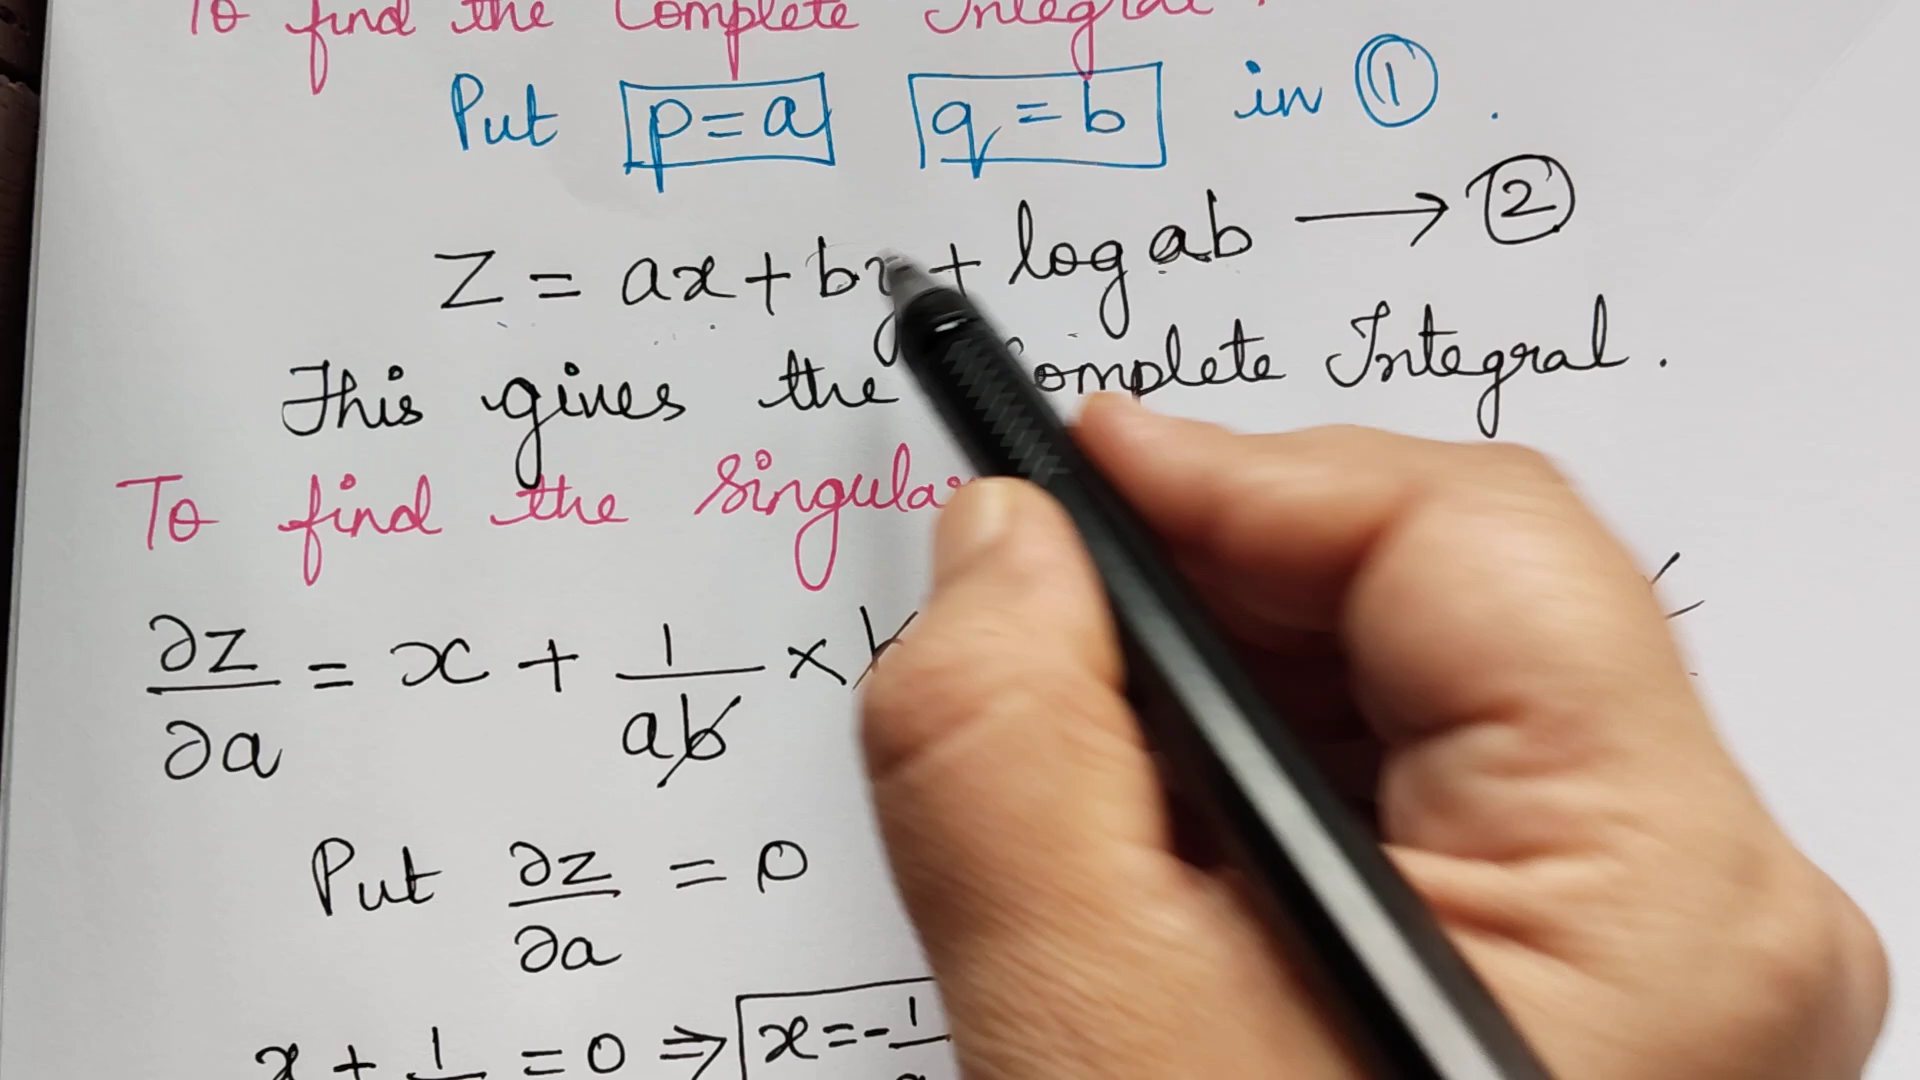 To find the Complete Integral.
Put p=a q=b in ①.
z = ax + by + log ab → ②
This gives the Complete Integral.
To find the Singular
∂z/∂a = x + 1/ab ×
Put ∂z/∂a = 0
x + 1 = 0 ⇒ x = -1